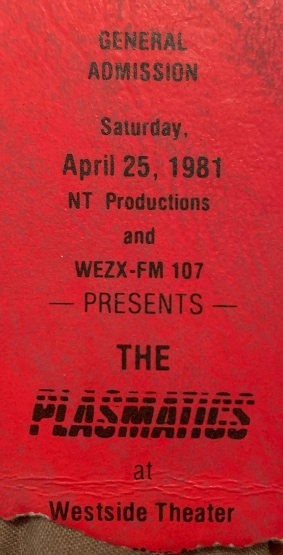 GENERAL
ADMISSION
Saturday,
April 25, 1981
NT Productions
and
WEZX-FM 107
— PRESENTS —
THE
PLASMATICS
at
Westside Theater